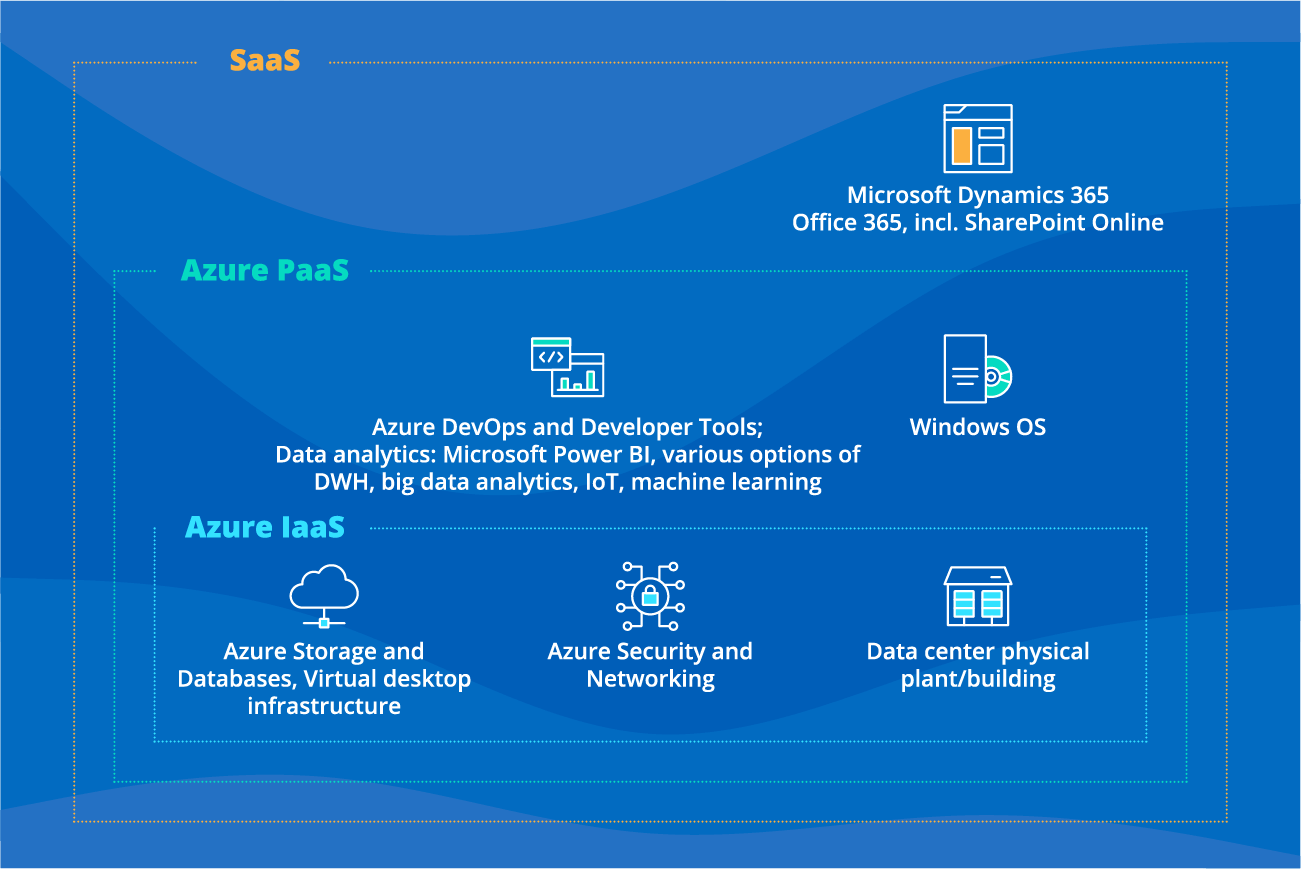 SaaS
Microsoft Dynamics 365
Office 365, incl. SharePoint Online
Azure PaaS
</>
Azure DevOps and Developer Tools;
Data analytics: Microsoft Power BI, various options of
DWH, big data analytics, IoT, machine learning
Windows OS
Azure IaaS
Azure Storage and
Databases, Virtual desktop
infrastructure
Azure Security and
Networking
Data center physical
plant/building